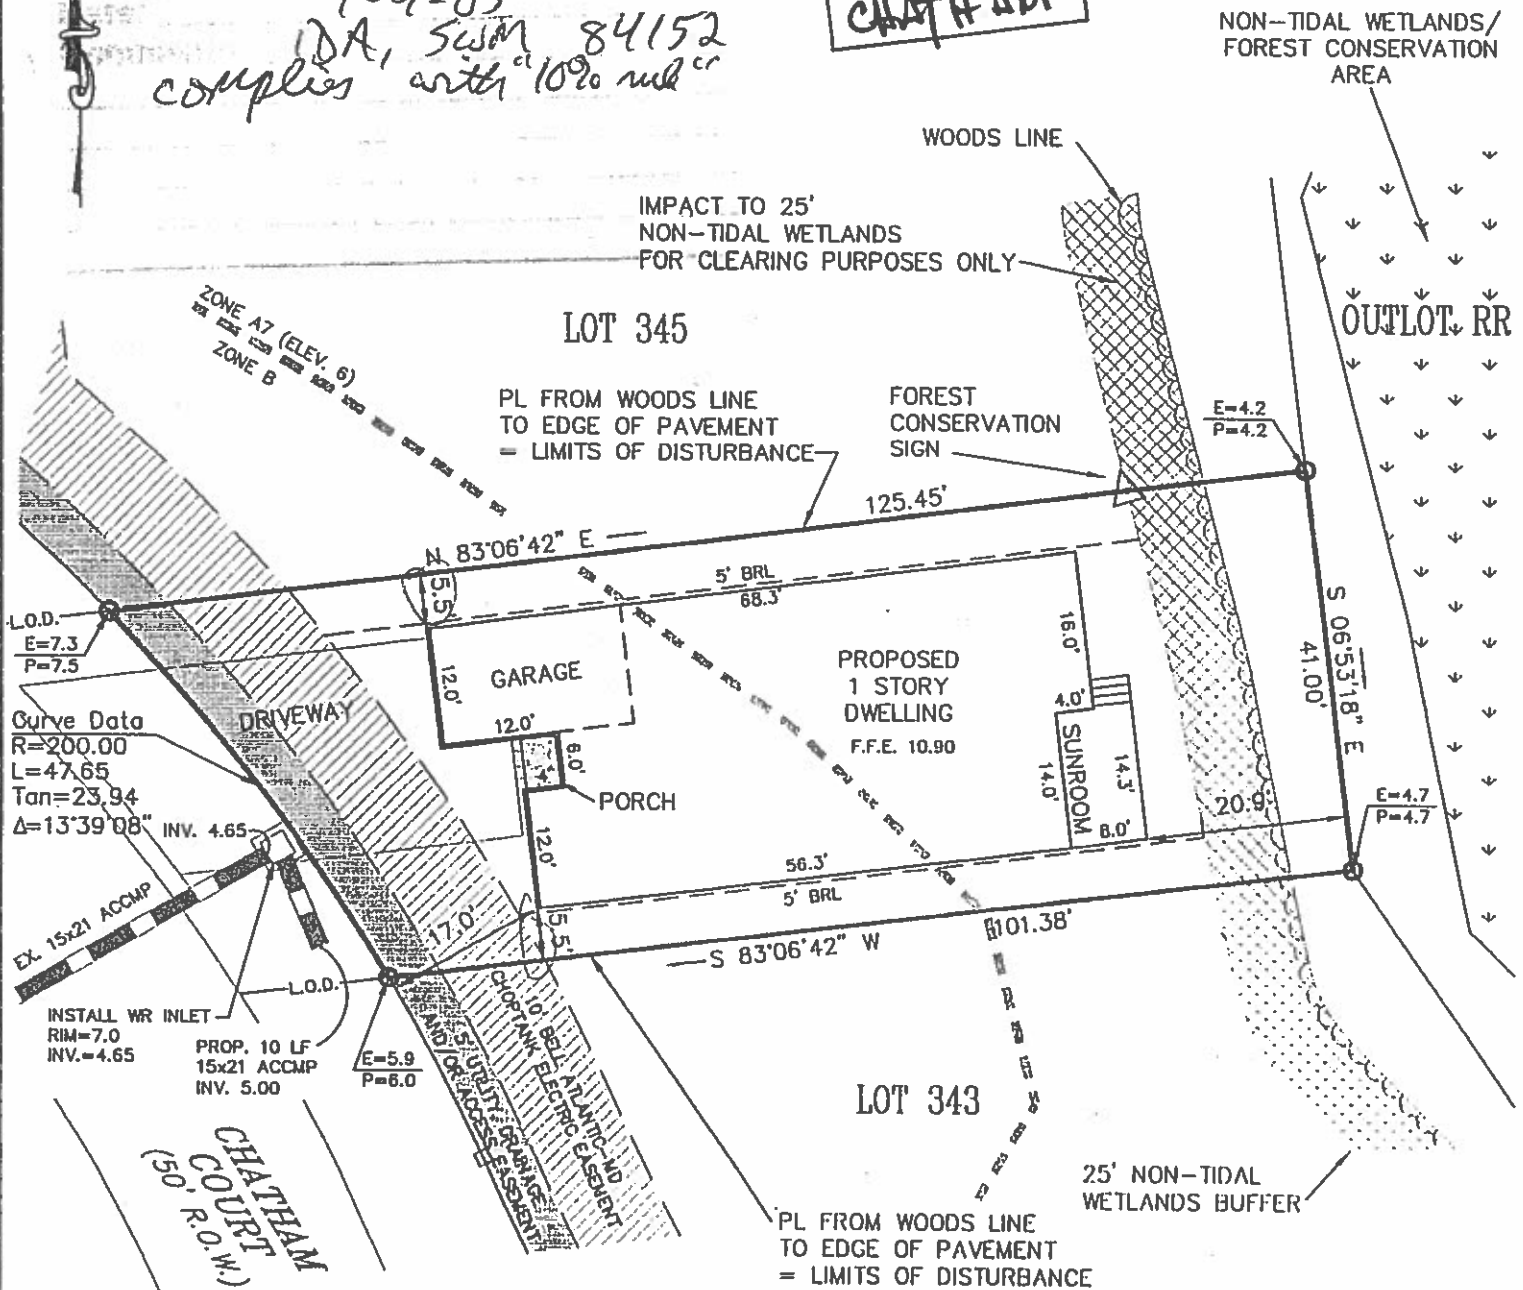 IDA, SWM 84152
complies with "10% rule"
CHATHAM
NON-TIDAL WETLANDS/
FOREST CONSERVATION
AREA
WOODS LINE
IMPACT TO 25'
NON-TIDAL WETLANDS
FOR CLEARING PURPOSES ONLY
ZONE A7 (ELEV. 6)
ZONE B
LOT 345
OUTLOT RR
PL FROM WOODS LINE
TO EDGE OF PAVEMENT
= LIMITS OF DISTURBANCE
FOREST
CONSERVATION
SIGN
E=4.2
P=4.2
125.45'
N 83°06'42" E
5.5'
5' BRL
68.3'
L.O.D.
E=7.3
P=7.5
S 06°53'18" E
41.00'
16.0'
GARAGE
12.0'
12.0'
PROPOSED
1 STORY
DWELLING
F.F.E. 10.90
4.0'
SUNROOM
14.0'
14.3'
8.0'
20.9'
DRIVEWAY
Curve Data
R=200.00
L=47.65
Tan=23.94
Δ=13°39'08"
6.0'
PORCH
12.0'
INV. 4.65
E=4.7
P=4.7
56.3'
5' BRL
EX. 15x21 ACCMP
17.0'
5.5'
S 83°06'42" W
101.38'
L.O.D.
INSTALL WR INLET
RIM=7.0
INV.=4.65
PROP. 10 LF
15x21 ACCMP
INV. 5.00
E=5.9
P=6.0
10' BELL ATLANTIC-MD
CHOPTANK ELECTRIC EASEMENT
5' UTILITY, DRAINAGE,
AND/OR ACCESS EASEMENT
LOT 343
CHATHAM
COURT
(50' R.O.W.)
25' NON-TIDAL
WETLANDS BUFFER
PL FROM WOODS LINE
TO EDGE OF PAVEMENT
= LIMITS OF DISTURBANCE